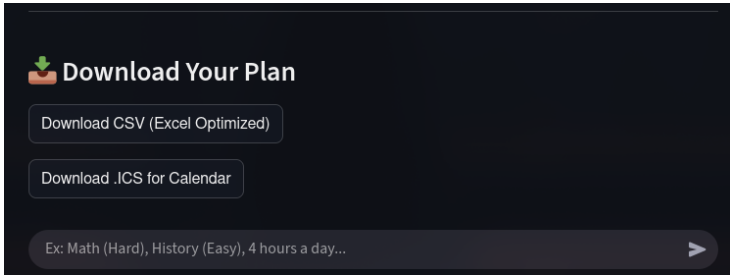 Download Your Plan
Download CSV (Excel Optimized)
Download .ICS for Calendar
Ex: Math (Hard), History (Easy), 4 hours a day...